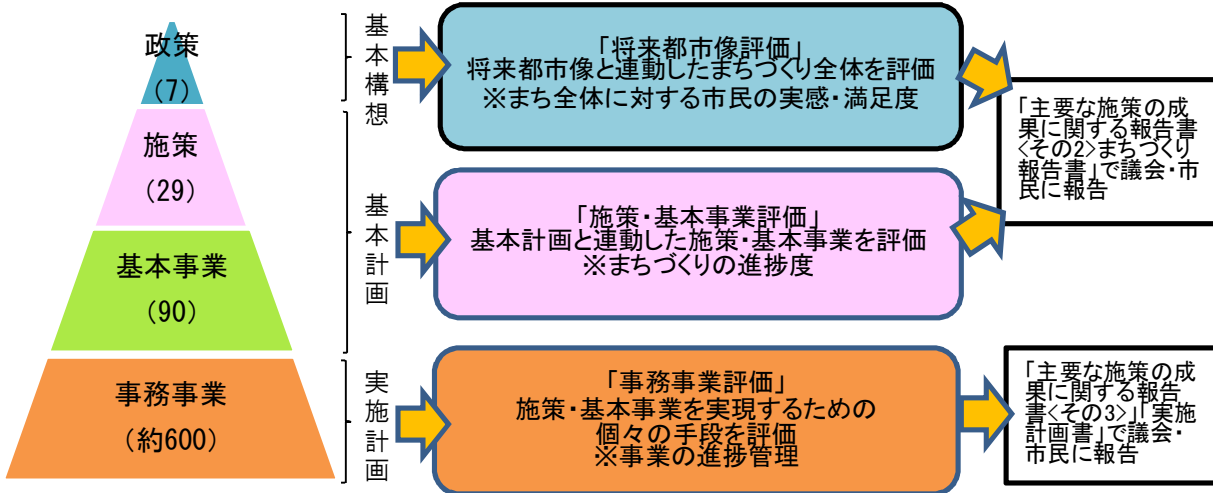 政策
(7)
施策
(29)
基本事業
(90)
事務事業
(約600)
基本構想
基本計画
実施計画
「将来都市像評価」
将来都市像と連動したまちづくり全体を評価
※まち全体に対する市民の実感・満足度
「施策・基本事業評価」
基本計画と連動した施策・基本事業を評価
※まちづくりの進捗度
「事務事業評価」
施策・基本事業を実現するための
個々の手段を評価
※事業の進捗管理
「主要な施策の成
果に関する報告書
<その2>まちづくり
報告書」で議会・市
民に報告
「主要な施策の成
果に関する報告
書<その3>」「実施
計画書」で議会・
市民に報告